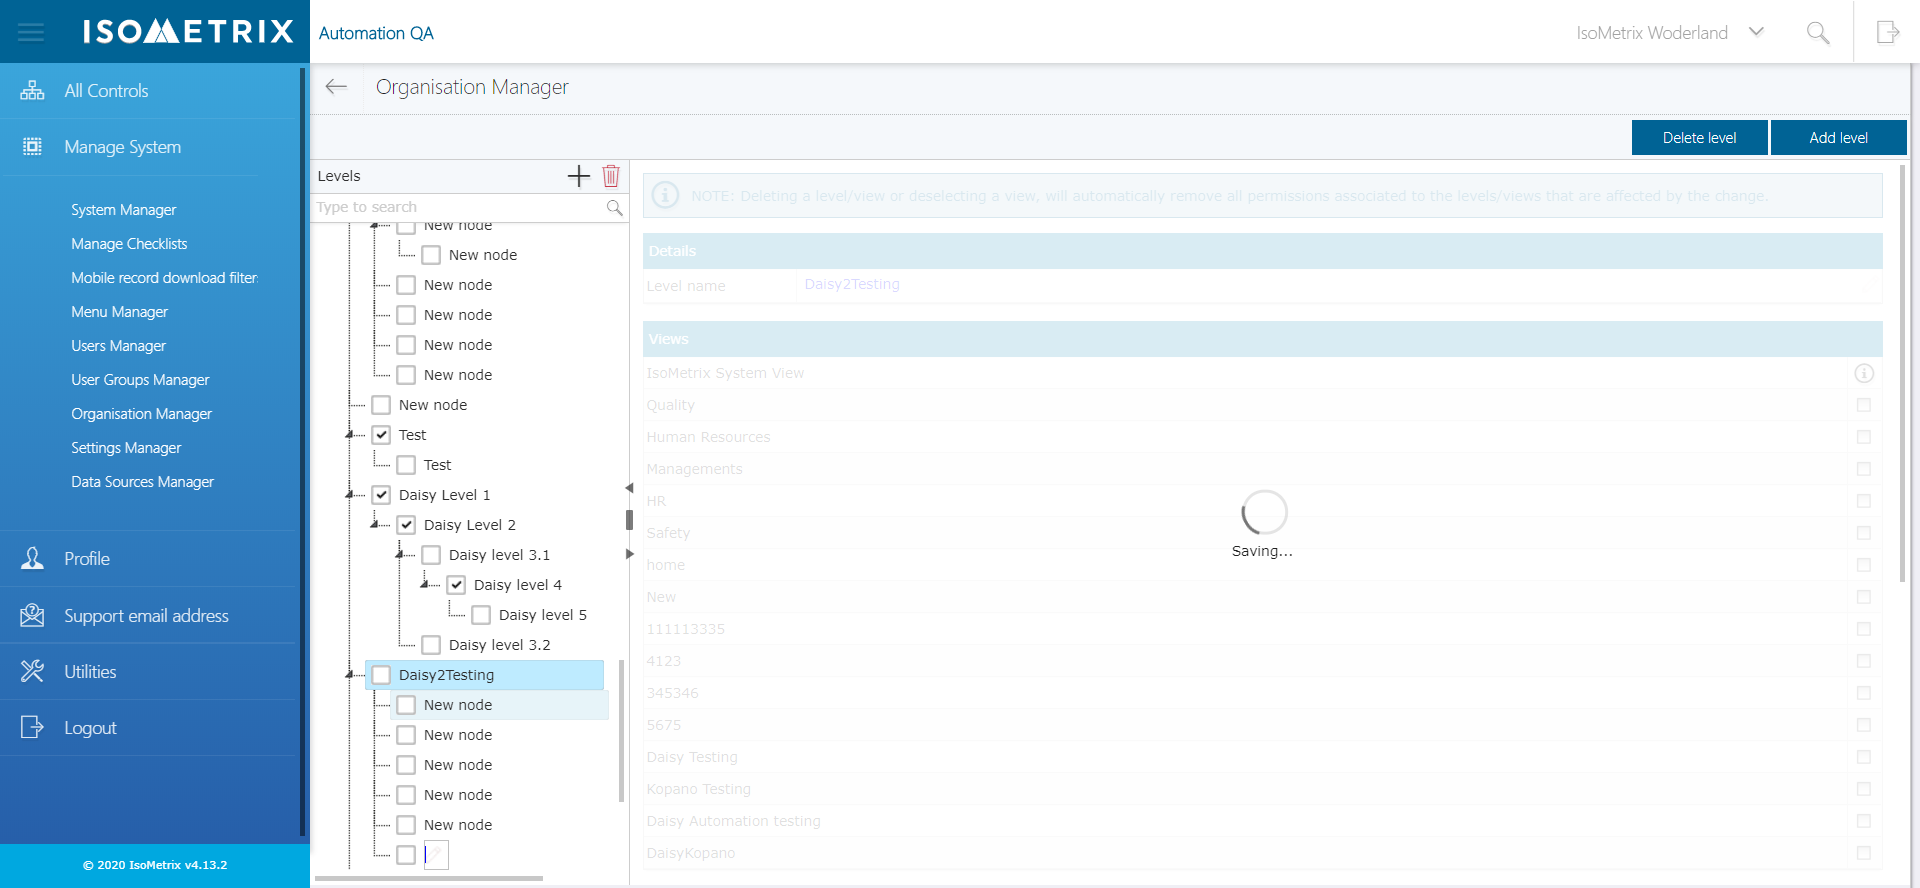 ISOMETRIX
Automation QA
IsoMetrix Woderland
All Controls
Manage System
System Manager
Manage Checklists
Mobile record download filter
Menu Manager
Users Manager
User Groups Manager
Organisation Manager
Settings Manager
Data Sources Manager
Profile
Support email address
Utilities
Logout
© 2020 IsoMetrix v4.13.2
Organisation Manager
Delete level
Add level
Levels
Type to search
New node
New node
New node
New node
New node
New node
New node
Test
Test
Daisy Level 1
Daisy Level 2
Daisy level 3.1
Daisy level 4
Daisy level 5
Daisy level 3.2
Daisy2Testing
New node
New node
New node
New node
New node
NOTE: Deleting a level/view or deselecting a view, will automatically remove all permissions associated to the levels/views that are affected by the change.
Details
Level name
Daisy2Testing
Views
IsoMetrix System View
Quality
Human Resources
Managements
HR
Safety
home
New
111113335
4123
345346
5675
Daisy Testing
Kopano Testing
Daisy Automation testing
DaisyKopano
Saving...